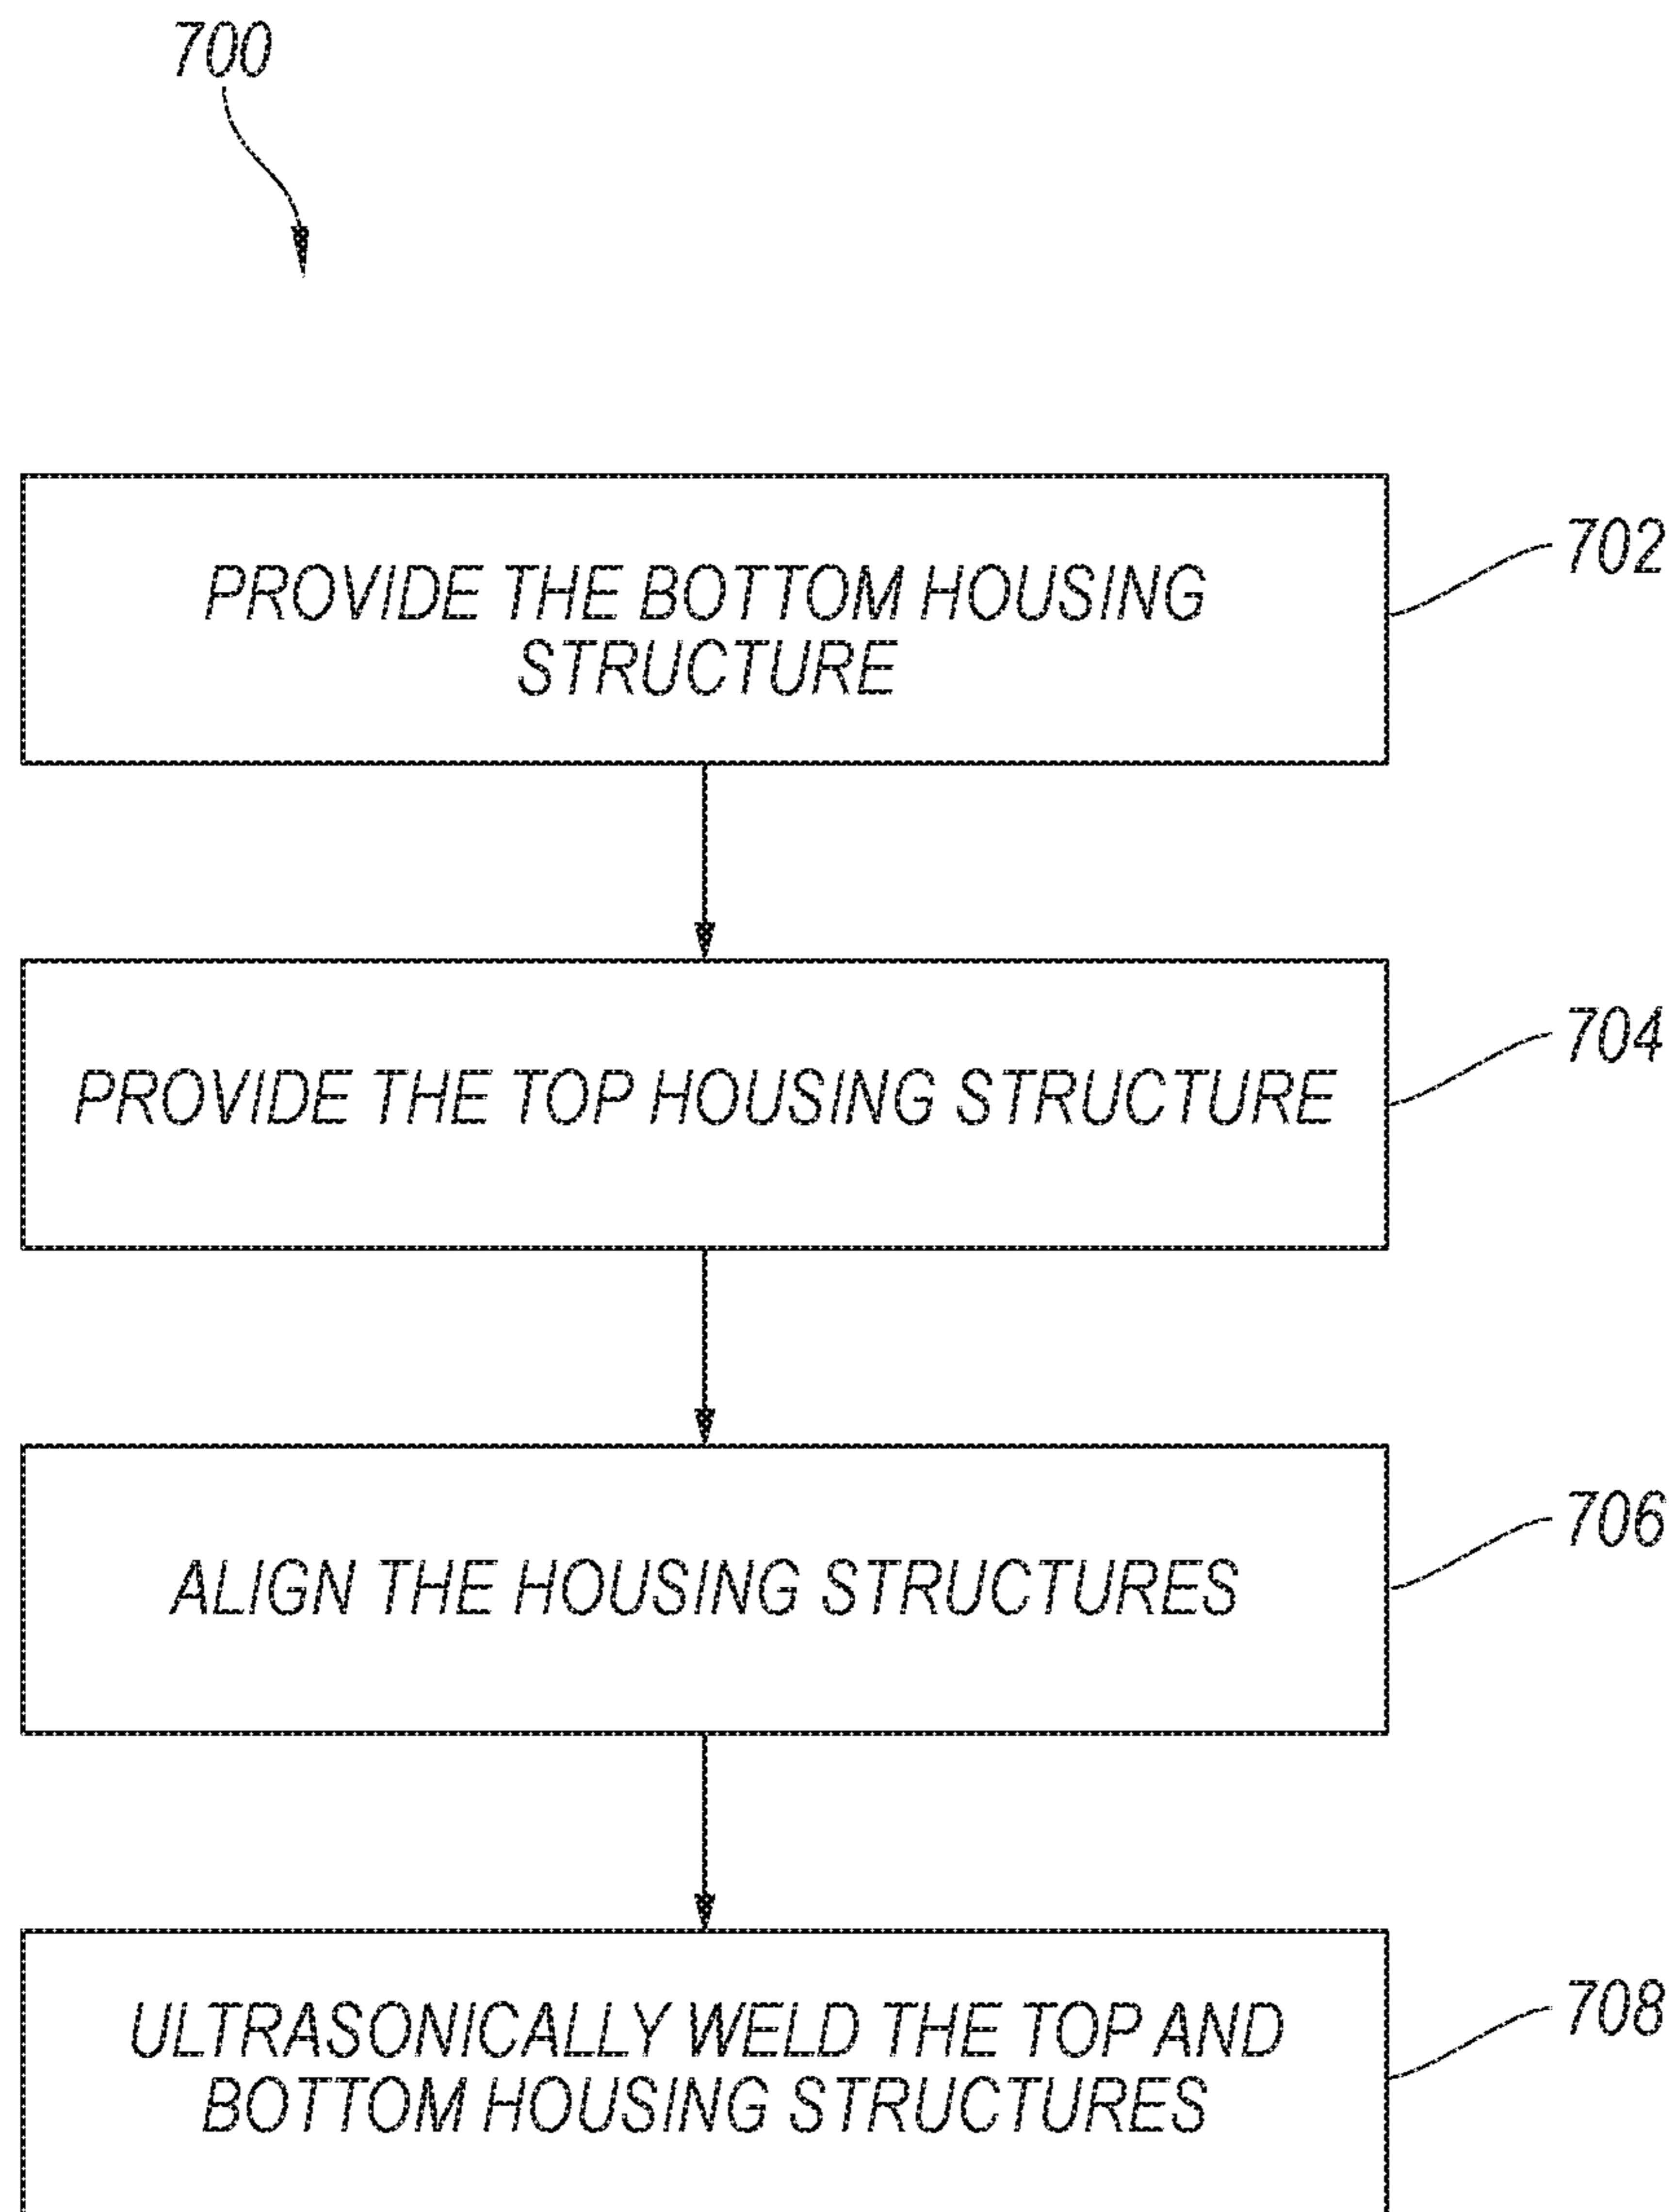 700
PROVIDE THE BOTTOM HOUSING
STRUCTURE
702
PROVIDE THE TOP HOUSING STRUCTURE
704
ALIGN THE HOUSING STRUCTURES
706
ULTRASONICALLY WELD THE TOP AND
BOTTOM HOUSING STRUCTURES
708